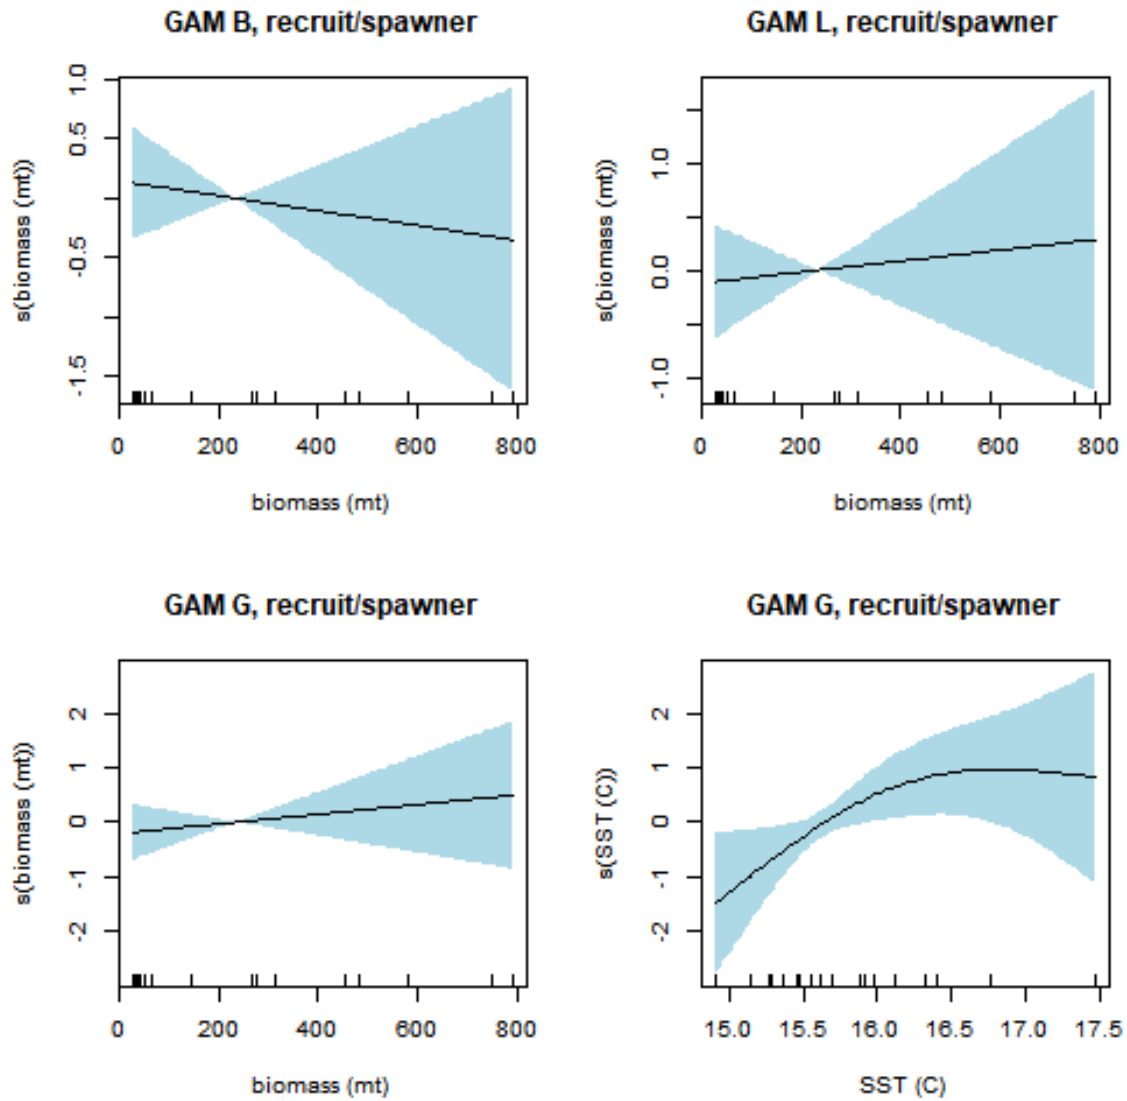 GAM B, recruit/spawner
s(biomass (mt))
1.0
0.5
-0.5
-1.5
0 200 400 600 800
biomass (mt)
GAM L, recruit/spawner
s(biomass (mt))
1.0
0.0
-1.0
0 200 400 600 800
biomass (mt)
GAM G, recruit/spawner
s(biomass (mt))
2
1
0
-1
-2
0 200 400 600 800
biomass (mt)
GAM G, recruit/spawner
s(SST (C))
2
1
0
-1
-2
15.0 15.5 16.0 16.5 17.0 17.5
SST (C)